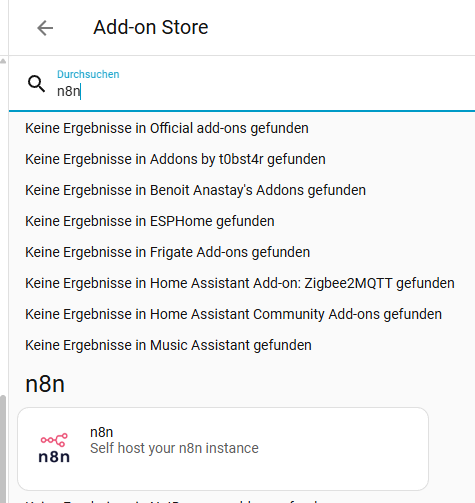 Add-on Store
Durchsuchen
n8n
Keine Ergebnisse in Official add-ons gefunden
Keine Ergebnisse in Addons by t0bst4r gefunden
Keine Ergebnisse in Benoit Anastay's Addons gefunden
Keine Ergebnisse in ESPHome gefunden
Keine Ergebnisse in Frigate Add-ons gefunden
Keine Ergebnisse in Home Assistant Add-on: Zigbee2MQTT gefunden
Keine Ergebnisse in Home Assistant Community Add-ons gefunden
Keine Ergebnisse in Music Assistant gefunden
n8n
n8n
n8n
Self host your n8n instance